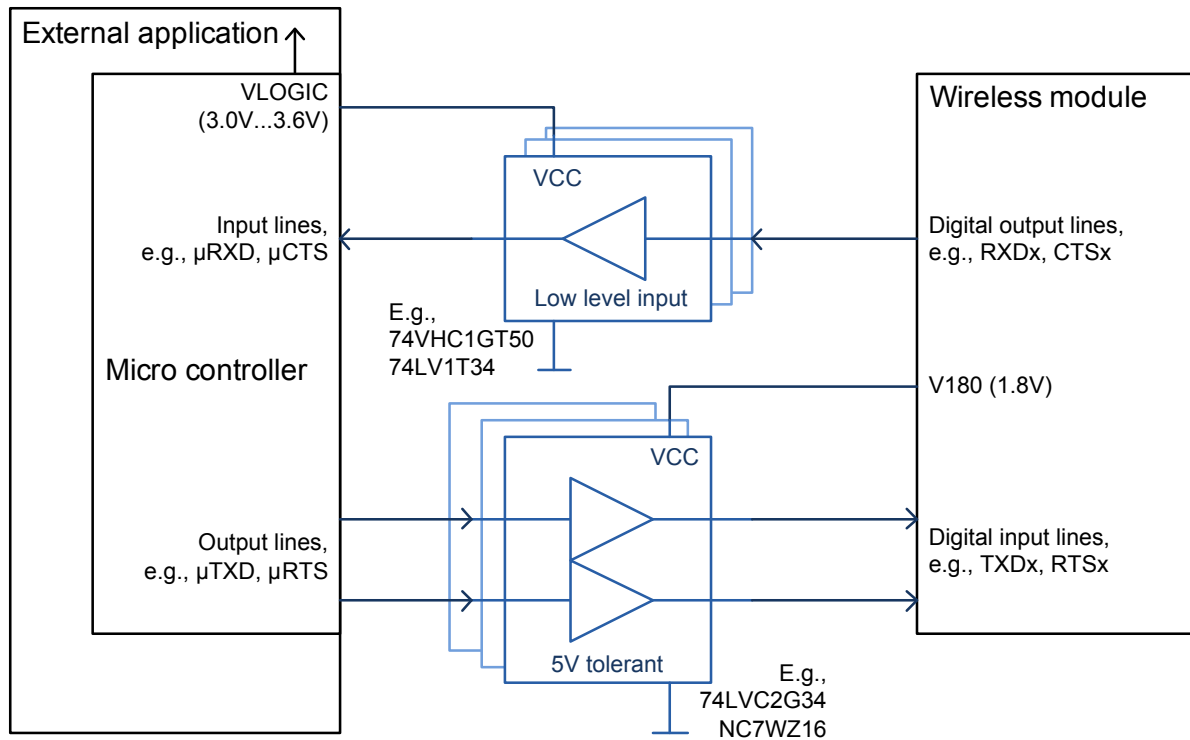 External application
VLOGIC
(3.0V...3.6V)
Wireless module
VCC
Input lines,
e.g., µRXD, µCTS
Digital output lines,
e.g., RXDx, CTSx
Low level input
E.g.,
74VHC1GT50
74LV1T34
Micro controller
V180 (1.8V)
VCC
Output lines,
e.g., µTXD, µRTS
Digital input lines,
e.g., TXDx, RTSx
5V tolerant
E.g.,
74LVC2G34
NC7WZ16